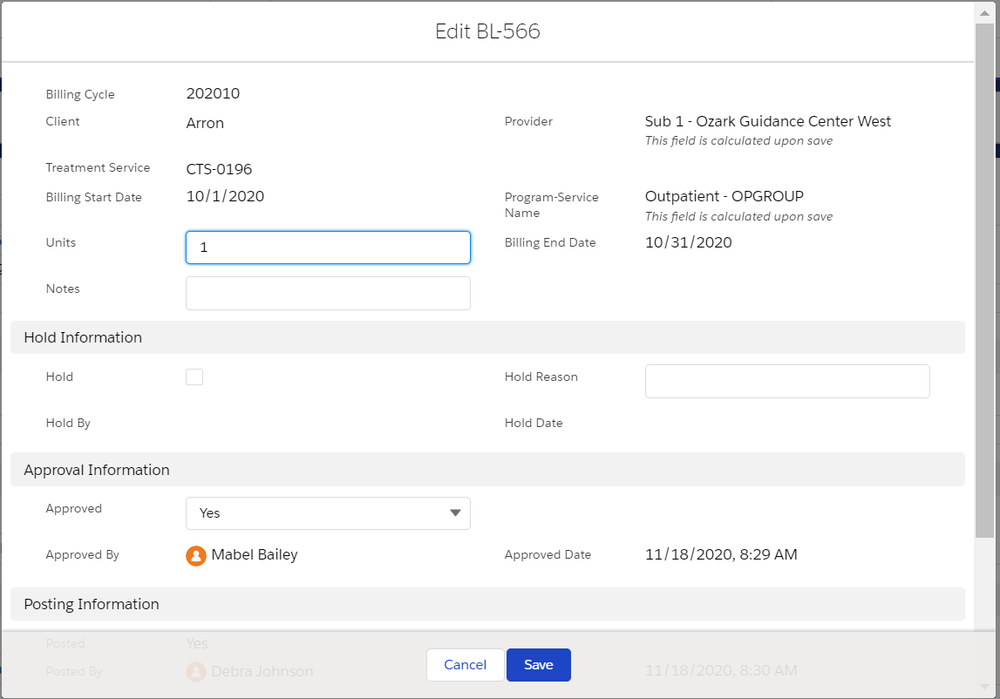 Edit BL-566
Billing Cycle 202010
Client Arron Provider Sub 1 - Ozark Guidance Center West
This field is calculated upon save
Treatment Service CTS-0196
Billing Start Date 10/1/2020 Program-Service Name Outpatient - OPGROUP
This field is calculated upon save
Units 1 Billing End Date 10/31/2020
Notes
Hold Information
Hold Hold Reason
Hold By Hold Date
Approval Information
Approved Yes
Approved By Mabel Bailey Approved Date 11/18/2020, 8:29 AM
Posting Information
Posted Yes
Posted By Debra Johnson 11/18/2020, 8:30 AM
Cancel Save